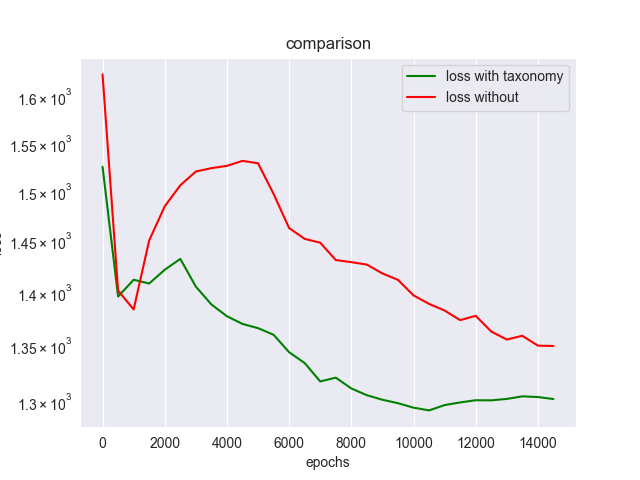 comparison
loss with taxonomy
loss without
1.6 × 10³
1.55 × 10³
1.5 × 10³
1.45 × 10³
1.4 × 10³
1.35 × 10³
1.3 × 10³
0 2000 4000 6000 8000 10000 12000 14000
epochs